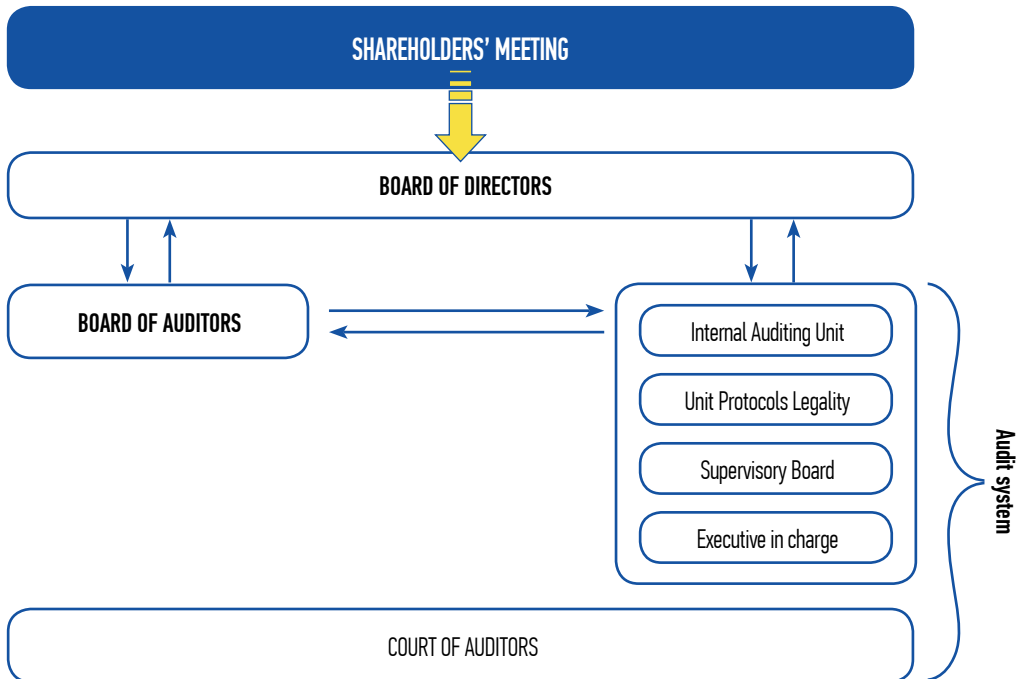 SHAREHOLDERS' MEETING
BOARD OF DIRECTORS
BOARD OF AUDITORS
Internal Auditing Unit
Unit Protocols Legality
Supervisory Board
Executive in charge
Audit system
COURT OF AUDITORS